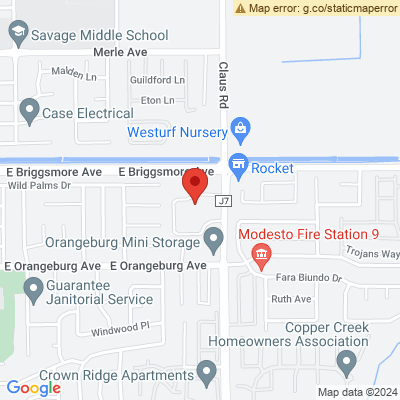 Map error: g.co/staticmaperror
Savage Middle School
Merle Ave
Malden Ln
Guildford Ln
Eton Ln
Claus Rd
Case Electrical
Westurf Nursery
E Briggsmore Ave
E Briggsmore Ave
Rocket
Wild Palms Dr
J7
Orangeburg Mini Storage
Modesto Fire Station 9
Trojans Way
E Orangeburg Ave
E Orangeburg Ave
Fara Biundo Dr
Guarantee
Janitorial Service
Ruth Ave
Windwood Pl
Copper Creek
Homeowners Association
Crown Ridge Apartments
Google
Map data ©2024